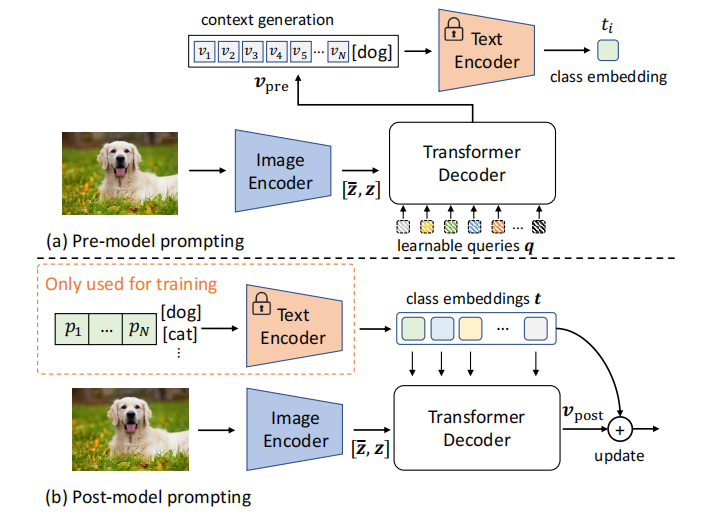 context generation
v1 v2 v3 v4 v5 ... vN [dog]
Text
Encoder
ti
class embedding
vpre
Image
Encoder
[z̄, z]
Transformer
Decoder
...
learnable queries q
(a) Pre-model prompting
Only used for training
p1 ... pN
[dog]
[cat]
⋮
Text
Encoder
class embeddings t
...
Image
Encoder
[z̄, z]
Transformer
Decoder
vpost
+
update
(b) Post-model prompting